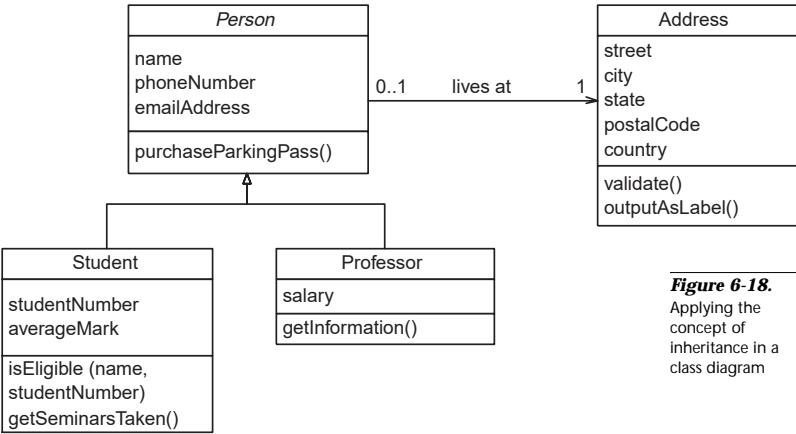 Person
name
phoneNumber
emailAddress
purchaseParkingPass()
0..1 lives at 1
Address
street
city
state
postalCode
country
validate()
outputAsLabel()
Student
studentNumber
averageMark
isEligible (name,
studentNumber)
getSeminarsTaken()
Professor
salary
getInformation()
Figure 6-18.
Applying the
concept of
inheritance in a
class diagram